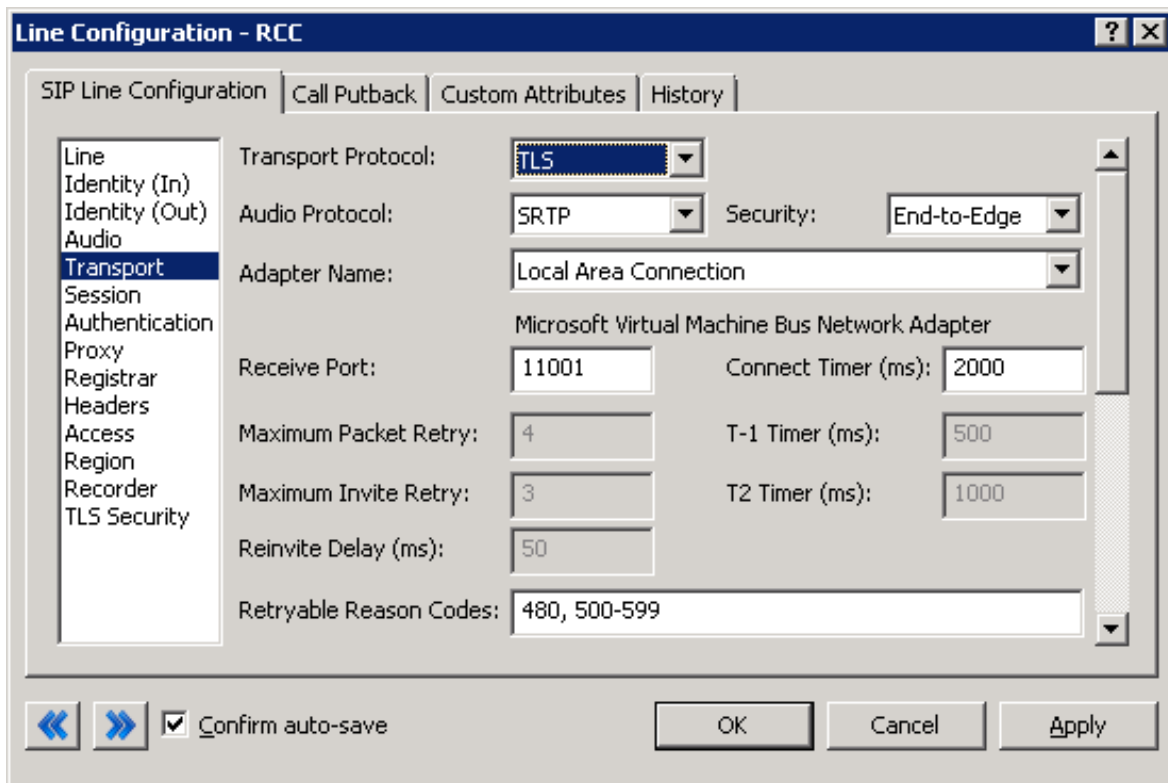 Line Configuration - RCC
SIP Line Configuration
Call Putback
Custom Attributes
History
Line
Identity (In)
Identity (Out)
Audio
Transport
Session
Authentication
Proxy
Registrar
Headers
Access
Region
Recorder
TLS Security
Transport Protocol: TLS
Audio Protocol: SRTP Security: End-to-Edge
Adapter Name: Local Area Connection
Microsoft Virtual Machine Bus Network Adapter
Receive Port: 11001 Connect Timer (ms): 2000
Maximum Packet Retry: 4 T-1 Timer (ms): 500
Maximum Invite Retry: 3 T2 Timer (ms): 1000
Reinvite Delay (ms): 50
Retryable Reason Codes: 480, 500-599
Confirm auto-save
OK
Cancel
Apply